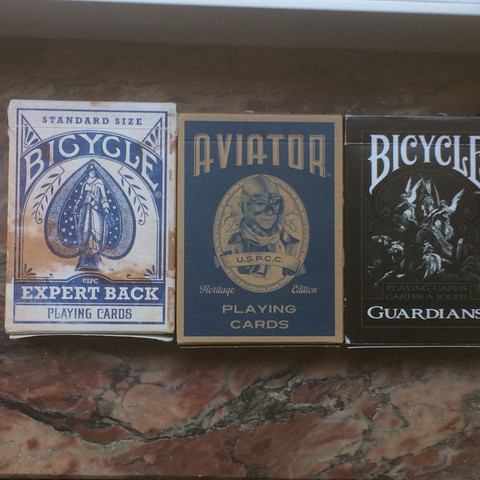 STANDARD SIZE
BICYCLE
USPC
EXPERT BACK
PLAYING CARDS
AVIATOR
U.S.P.C.C.
Heritage Edition
PLAYING
CARDS
BICYCLE
PLAYING CARDS
CARTES À JOUER
GUARDIANS